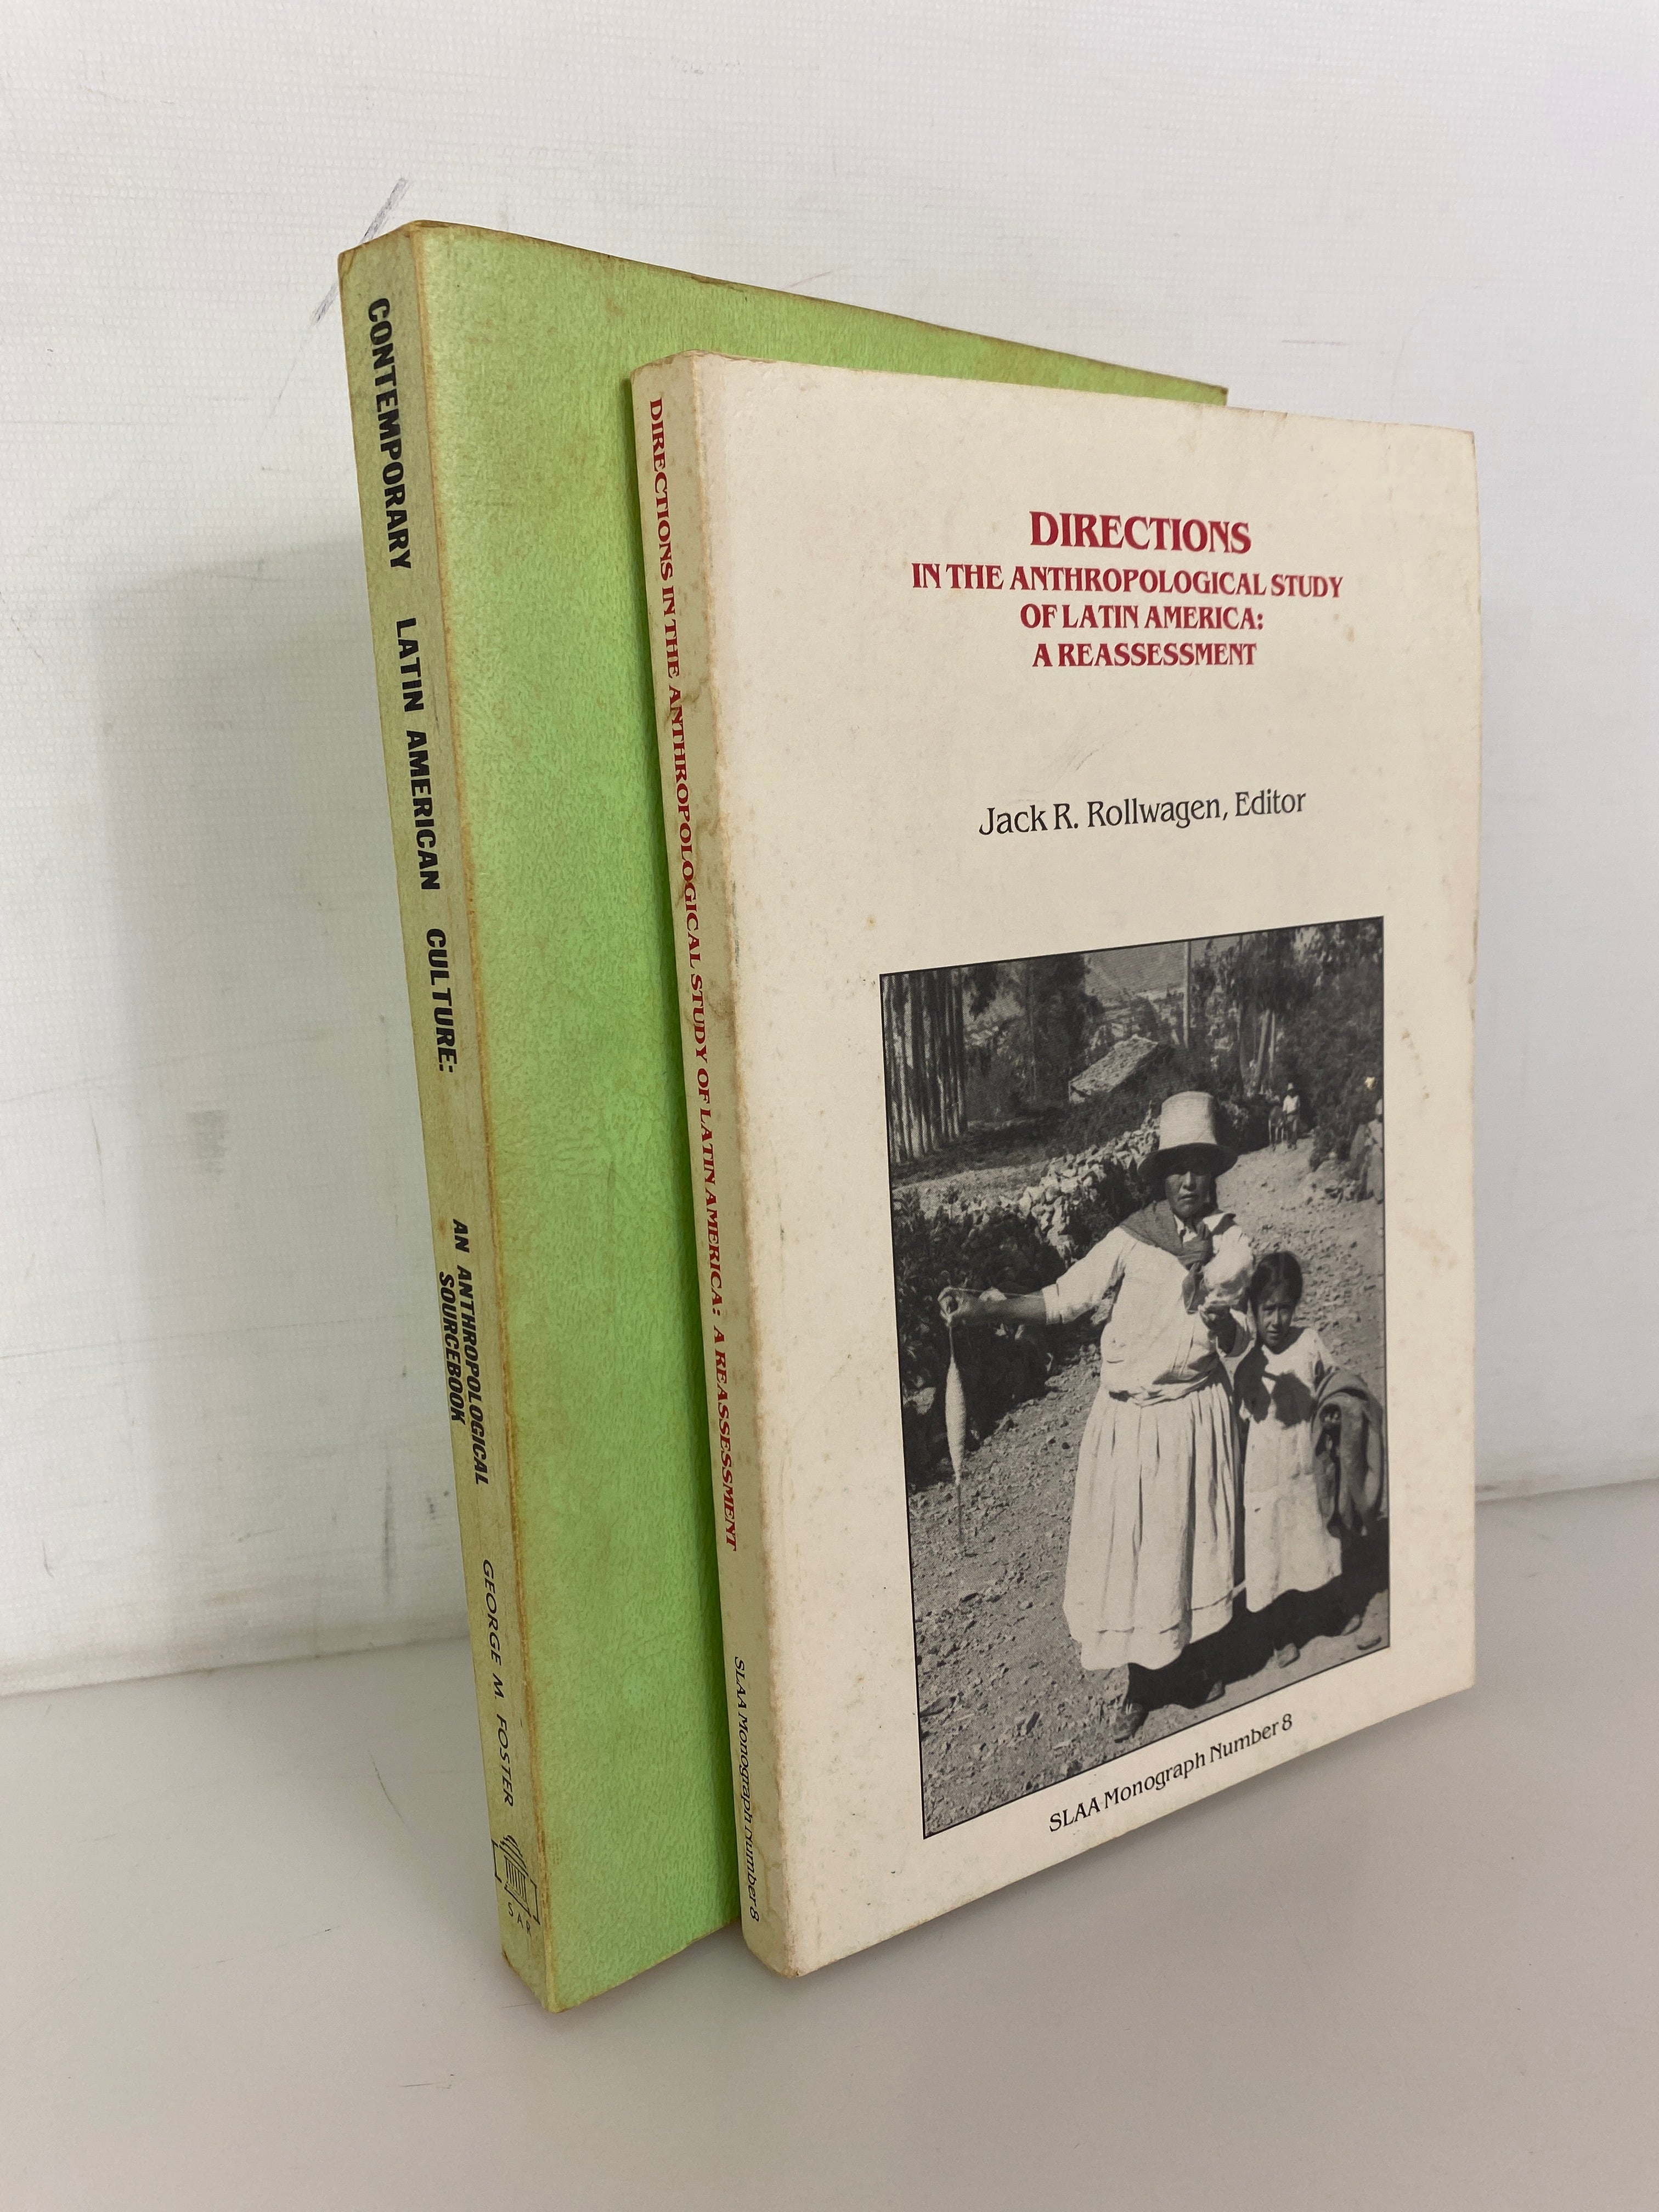 CONTEMPORARY LATIN AMERICAN CULTURE:
AN ANTHROPOLOGICAL
SOURCEBOOK
GEORGE M. FOSTER
SAR
DIRECTIONS IN THE ANTHROPOLOGICAL STUDY OF LATIN AMERICA: A REASSESSMENT
SLAA Monograph Number 8
DIRECTIONS
IN THE ANTHROPOLOGICAL STUDY
OF LATIN AMERICA:
A REASSESSMENT
Jack R. Rollwagen, Editor
SLAA Monograph Number 8